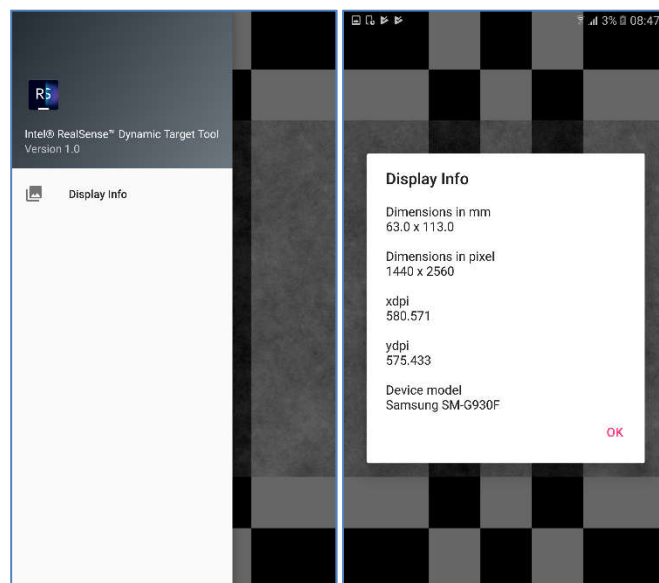 RS
Intel® RealSense™ Dynamic Target Tool
Version 1.0
Display Info
3% 08:47
Display Info
Dimensions in mm
63.0 x 113.0
Dimensions in pixel
1440 x 2560
xdpi
580.571
ydpi
575.433
Device model
Samsung SM-G930F
OK